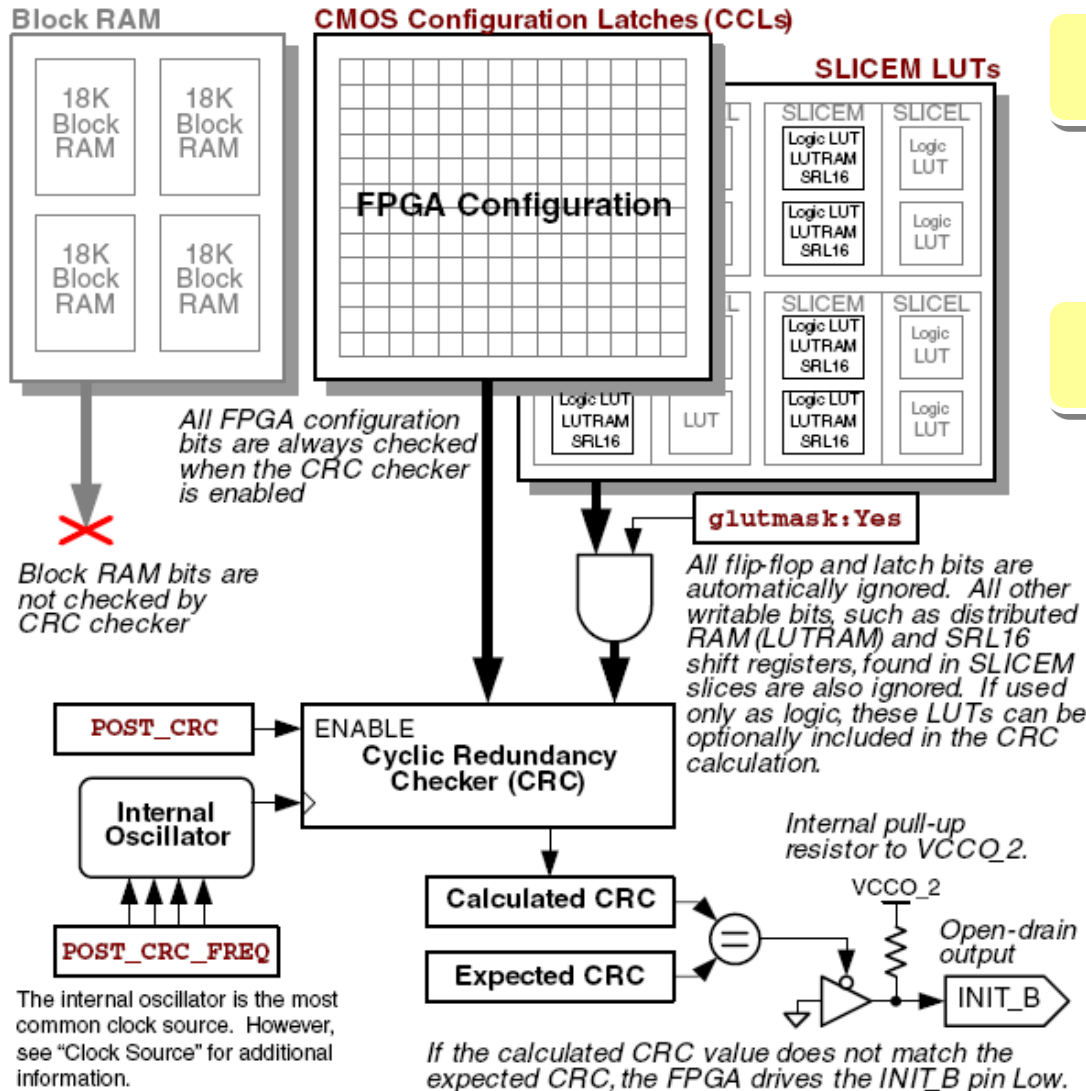 Block RAM
CMOS Configuration Latches (CCLs)
SLICEM LUTs
18K
Block
RAM
18K
Block
RAM
18K
Block
RAM
18K
Block
RAM
FPGA Configuration
SLICEM
SLICEL
Logic LUT
LUTRAM
SRL16
Logic
LUT
Logic LUT
LUTRAM
SRL16
Logic
LUT
SLICEM
SLICEL
Logic LUT
LUTRAM
SRL16
Logic
LUT
Logic LUT
LUTRAM
SRL16
LUT
Logic LUT
LUTRAM
SRL16
Logic
LUT
All FPGA configuration
bits are always checked
when the CRC checker
is enabled
glutmask:Yes
Block RAM bits are
not checked by
CRC checker
All flip-flop and latch bits are
automatically ignored. All other
writable bits, such as distributed
RAM (LUTRAM) and SRL16
shift registers, found in SLICEM
slices are also ignored. If used
only as logic, these LUTs can be
optionally included in the CRC
calculation.
POST_CRC
ENABLE
Cyclic Redundancy
Checker (CRC)
Internal
Oscillator
POST_CRC_FREQ
The internal oscillator is the most
common clock source. However,
see “Clock Source” for additional
information.
Calculated CRC
Expected CRC
=
Internal pull-up
resistor to VCCO_2.
VCCO_2
Open-drain
output
INIT_B
If the calculated CRC value does not match the
expected CRC, the FPGA drives the INIT_B pin Low.